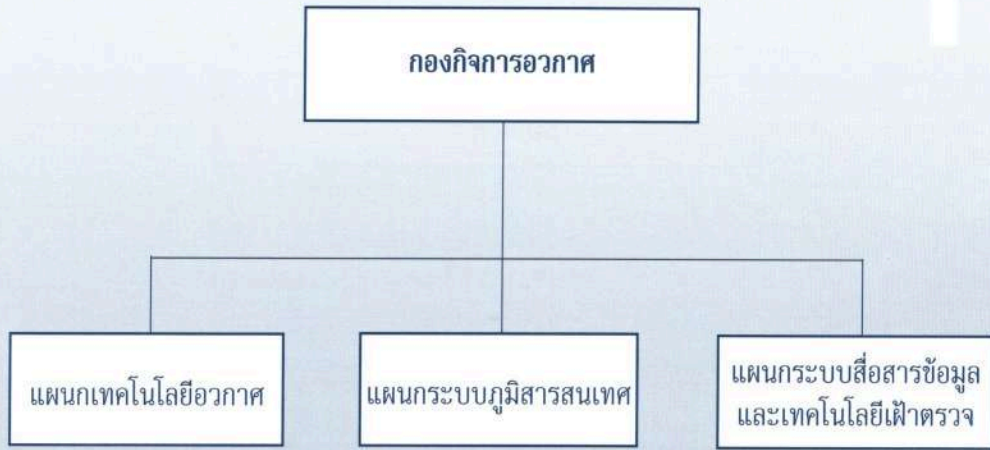 กองกิจการอวกาศ
แผนกเทคโนโลยีอวกาศ
แผนกระบบภูมิสารสนเทศ
แผนกระบบสื่อสารข้อมูล
และเทคโนโลยีเฝ้าตรวจ